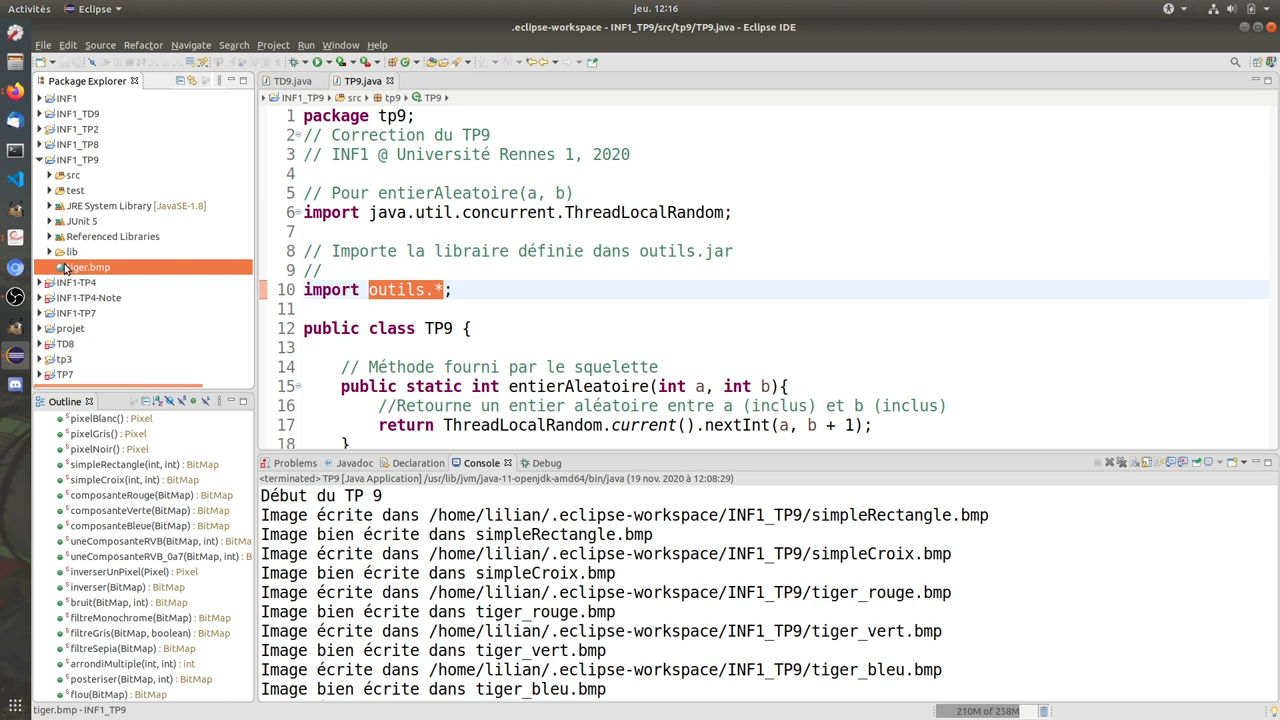 Activités
Eclipse
jeu. 12:16
.eclipse-workspace - INF1_TP9/src/tp9/TP9.java - Eclipse IDE
File Edit Source Refactor Navigate Search Project Run Window Help
Package Explorer
INF1
INF1_TD9
INF1_TP2
INF1_TP8
INF1_TP9
src
test
JRE System Library [JavaSE-1.8]
JUnit 5
Referenced Libraries
lib
tiger.bmp
INF1-TP4
INF1-TP4-Note
INF1-TP7
projet
TD8
tp3
TP7
Outline
pixelBlanc() : Pixel
pixelGris() : Pixel
pixelNoir() : Pixel
simpleRectangle(int, int) : BitMap
simpleCroix(int, int) : BitMap
composanteRouge(BitMap) : BitMap
composanteVerte(BitMap) : BitMap
composanteBleue(BitMap) : BitMap
uneComposanteRVB(BitMap, int) : BitMap
uneComposanteRVB_0a7(BitMap, int) : B
inverserUnPixel(Pixel) : Pixel
inverser(BitMap) : BitMap
bruit(BitMap, int) : BitMap
filtreMonochrome(BitMap) : BitMap
filtreGris(BitMap, boolean) : BitMap
filtreSepia(BitMap) : BitMap
arrondiMultiple(int, int) : int
posteriser(BitMap, int) : BitMap
flou(BitMap) : BitMap
TD9.java
TP9.java
INF1_TP9 src tp9 TP9
1 package tp9;
2 // Correction du TP9
3 // INF1 @ Université Rennes 1, 2020
4
5 // Pour entierAleatoire(a, b)
6 import java.util.concurrent.ThreadLocalRandom;
7
8 // Importe la libraire définie dans outils.jar
9 //
10 import outils.*;
11
12 public class TP9 {
13
14 // Méthode fourni par le squelette
15 public static int entierAleatoire(int a, int b){
16 //Retourne un entier aléatoire entre a (inclus) et b (inclus)
17 return ThreadLocalRandom.current().nextInt(a, b + 1);
18 }
Problems Javadoc Declaration Console Debug
<terminated> TP9 [Java Application] /usr/lib/jvm/java-11-openjdk-amd64/bin/java (19 nov. 2020 à 12:08:29)
Début du TP 9
Image écrite dans /home/lilian/.eclipse-workspace/INF1_TP9/simpleRectangle.bmp
Image bien écrite dans simpleRectangle.bmp
Image écrite dans /home/lilian/.eclipse-workspace/INF1_TP9/simpleCroix.bmp
Image bien écrite dans simpleCroix.bmp
Image écrite dans /home/lilian/.eclipse-workspace/INF1_TP9/tiger_rouge.bmp
Image bien écrite dans tiger_rouge.bmp
Image écrite dans /home/lilian/.eclipse-workspace/INF1_TP9/tiger_vert.bmp
Image bien écrite dans tiger_vert.bmp
Image écrite dans /home/lilian/.eclipse-workspace/INF1_TP9/tiger_bleu.bmp
Image bien écrite dans tiger_bleu.bmp
tiger.bmp - INF1_TP9
210M of 258M